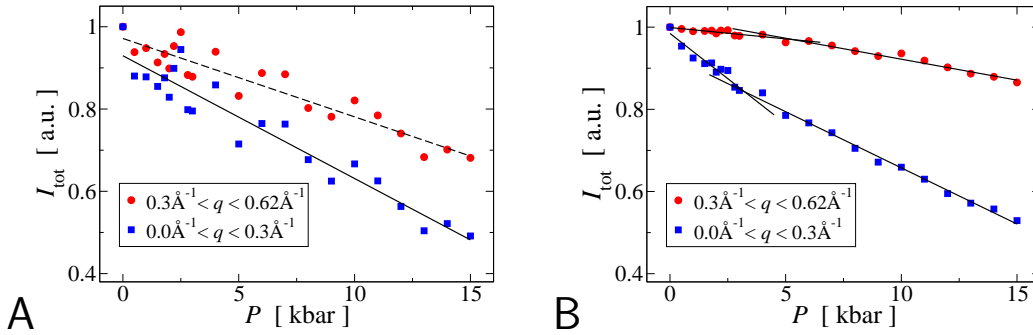 1
0.8
0.6
0.4
I_tot [ a.u. ]
0.3Å⁻¹ < q < 0.62Å⁻¹
0.0Å⁻¹ < q < 0.3Å⁻¹
0 5 10 15
P [ kbar ]
A
1
0.8
0.6
0.4
I_tot [ a.u. ]
0.3Å⁻¹ < q < 0.62Å⁻¹
0.0Å⁻¹ < q < 0.3Å⁻¹
0 5 10 15
P [ kbar ]
B